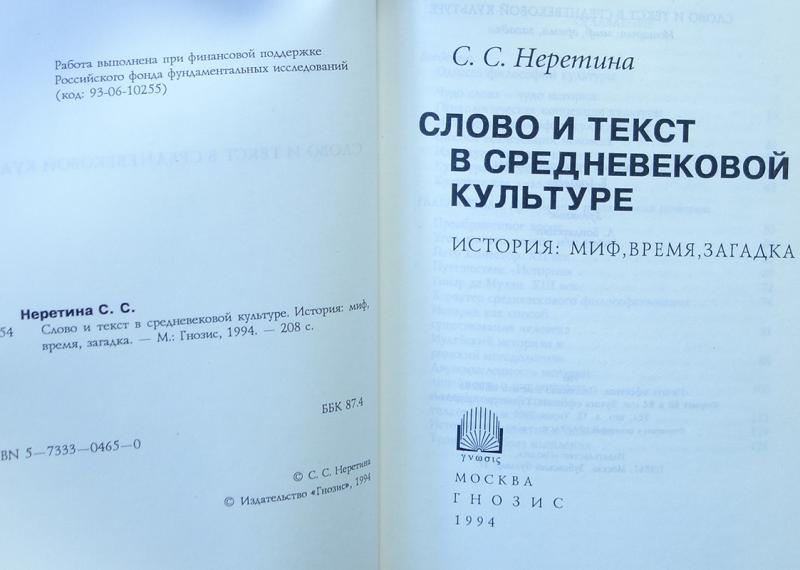 Работа выполнена при финансовой поддержке
Российского фонда фундаментальных исследований
(код: 93-06-10255)
Неретина С. С.
54 Слово и текст в средневековой культуре. История: миф,
время, загадка. — М.: Гнозис, 1994. — 208 с.
ББК 87.4
BN 5-7333-0465-0
© С. С. Неретина
© Издательство «Гнозис», 1994
С. С. Неретина
СЛОВО И ТЕКСТ
В СРЕДНЕВЕКОВОЙ
КУЛЬТУРЕ
ИСТОРИЯ: МИФ,ВРЕМЯ,ЗАГАДКА
γνωσις
МОСКВА
ГНОЗИС
1994